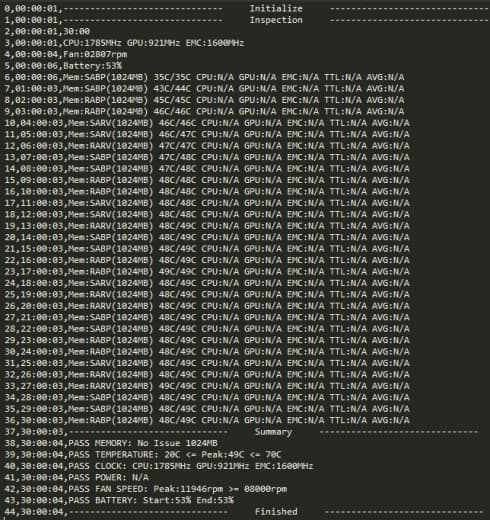 0,00:00:01,------------------------------     Initialize     ------------------------------
1,00:00:01,------------------------------     Inspection     ------------------------------
2,00:00:01,30:00
3,00:00:01,CPU:1785MHz GPU:921MHz EMC:1600MHz
4,00:00:04,Fan:02807rpm
5,00:00:06,Battery:53%
6,00:00:06,Mem:SABP(1024MB) 35C/35C CPU:N/A GPU:N/A EMC:N/A TTL:N/A AVG:N/A
7,01:00:03,Mem:SABP(1024MB) 43C/44C CPU:N/A GPU:N/A EMC:N/A TTL:N/A AVG:N/A
8,02:00:03,Mem:RABP(1024MB) 45C/45C CPU:N/A GPU:N/A EMC:N/A TTL:N/A AVG:N/A
9,03:00:03,Mem:RABP(1024MB) 46C/46C CPU:N/A GPU:N/A EMC:N/A TTL:N/A AVG:N/A
10,04:00:03,Mem:SARV(1024MB) 46C/46C CPU:N/A GPU:N/A EMC:N/A TTL:N/A AVG:N/A
11,05:00:03,Mem:SARV(1024MB) 46C/47C CPU:N/A GPU:N/A EMC:N/A TTL:N/A AVG:N/A
12,06:00:03,Mem:RARV(1024MB) 47C/47C CPU:N/A GPU:N/A EMC:N/A TTL:N/A AVG:N/A
13,07:00:03,Mem:SABP(1024MB) 47C/48C CPU:N/A GPU:N/A EMC:N/A TTL:N/A AVG:N/A
14,08:00:03,Mem:SABP(1024MB) 47C/48C CPU:N/A GPU:N/A EMC:N/A TTL:N/A AVG:N/A
15,09:00:03,Mem:RABP(1024MB) 48C/48C CPU:N/A GPU:N/A EMC:N/A TTL:N/A AVG:N/A
16,10:00:03,Mem:RABP(1024MB) 48C/48C CPU:N/A GPU:N/A EMC:N/A TTL:N/A AVG:N/A
17,11:00:03,Mem:SARV(1024MB) 48C/48C CPU:N/A GPU:N/A EMC:N/A TTL:N/A AVG:N/A
18,12:00:03,Mem:SARV(1024MB) 48C/49C CPU:N/A GPU:N/A EMC:N/A TTL:N/A AVG:N/A
19,13:00:03,Mem:RARV(1024MB) 48C/49C CPU:N/A GPU:N/A EMC:N/A TTL:N/A AVG:N/A
20,14:00:03,Mem:SABP(1024MB) 48C/49C CPU:N/A GPU:N/A EMC:N/A TTL:N/A AVG:N/A
21,15:00:03,Mem:SABP(1024MB) 48C/49C CPU:N/A GPU:N/A EMC:N/A TTL:N/A AVG:N/A
22,16:00:03,Mem:RABP(1024MB) 48C/49C CPU:N/A GPU:N/A EMC:N/A TTL:N/A AVG:N/A
23,17:00:03,Mem:RABP(1024MB) 48C/49C CPU:N/A GPU:N/A EMC:N/A TTL:N/A AVG:N/A
24,18:00:03,Mem:SARV(1024MB) 48C/49C CPU:N/A GPU:N/A EMC:N/A TTL:N/A AVG:N/A
25,19:00:03,Mem:RARV(1024MB) 48C/49C CPU:N/A GPU:N/A EMC:N/A TTL:N/A AVG:N/A
26,20:00:03,Mem:RARV(1024MB) 48C/49C CPU:N/A GPU:N/A EMC:N/A TTL:N/A AVG:N/A
27,21:00:03,Mem:SABP(1024MB) 48C/49C CPU:N/A GPU:N/A EMC:N/A TTL:N/A AVG:N/A
28,22:00:03,Mem:RABP(1024MB) 48C/49C CPU:N/A GPU:N/A EMC:N/A TTL:N/A AVG:N/A
29,23:00:03,Mem:RABP(1024MB) 48C/49C CPU:N/A GPU:N/A EMC:N/A TTL:N/A AVG:N/A
30,24:00:03,Mem:RABP(1024MB) 48C/49C CPU:N/A GPU:N/A EMC:N/A TTL:N/A AVG:N/A
31,25:00:03,Mem:SARV(1024MB) 48C/49C CPU:N/A GPU:N/A EMC:N/A TTL:N/A AVG:N/A
32,26:00:03,Mem:RARV(1024MB) 48C/49C CPU:N/A GPU:N/A EMC:N/A TTL:N/A AVG:N/A
33,27:00:03,Mem:RARV(1024MB) 49C/49C CPU:N/A GPU:N/A EMC:N/A TTL:N/A AVG:N/A
34,28:00:03,Mem:SABP(1024MB) 48C/49C CPU:N/A GPU:N/A EMC:N/A TTL:N/A AVG:N/A
35,29:00:03,Mem:SABP(1024MB) 48C/49C CPU:N/A GPU:N/A EMC:N/A TTL:N/A AVG:N/A
36,30:00:03,Mem:RABP(1024MB) 48C/49C CPU:N/A GPU:N/A EMC:N/A TTL:N/A AVG:N/A
37,30:00:03,------------------------------     Summary     ------------------------------
38,30:00:04,PASS MEMORY: No Issue 1024MB
39,30:00:04,PASS TEMPERATURE: 20C <= Peak:49C <= 70C
40,30:00:04,PASS CLOCK: CPU:1785MHz GPU:921MHz EMC:1600MHz
41,30:00:04,PASS POWER: N/A
42,30:00:04,PASS FAN SPEED: Peak:11946rpm >= 08000rpm
43,30:00:04,PASS BATTERY: Start:53% End:53%
44,30:00:04,------------------------------     Finished     ------------------------------